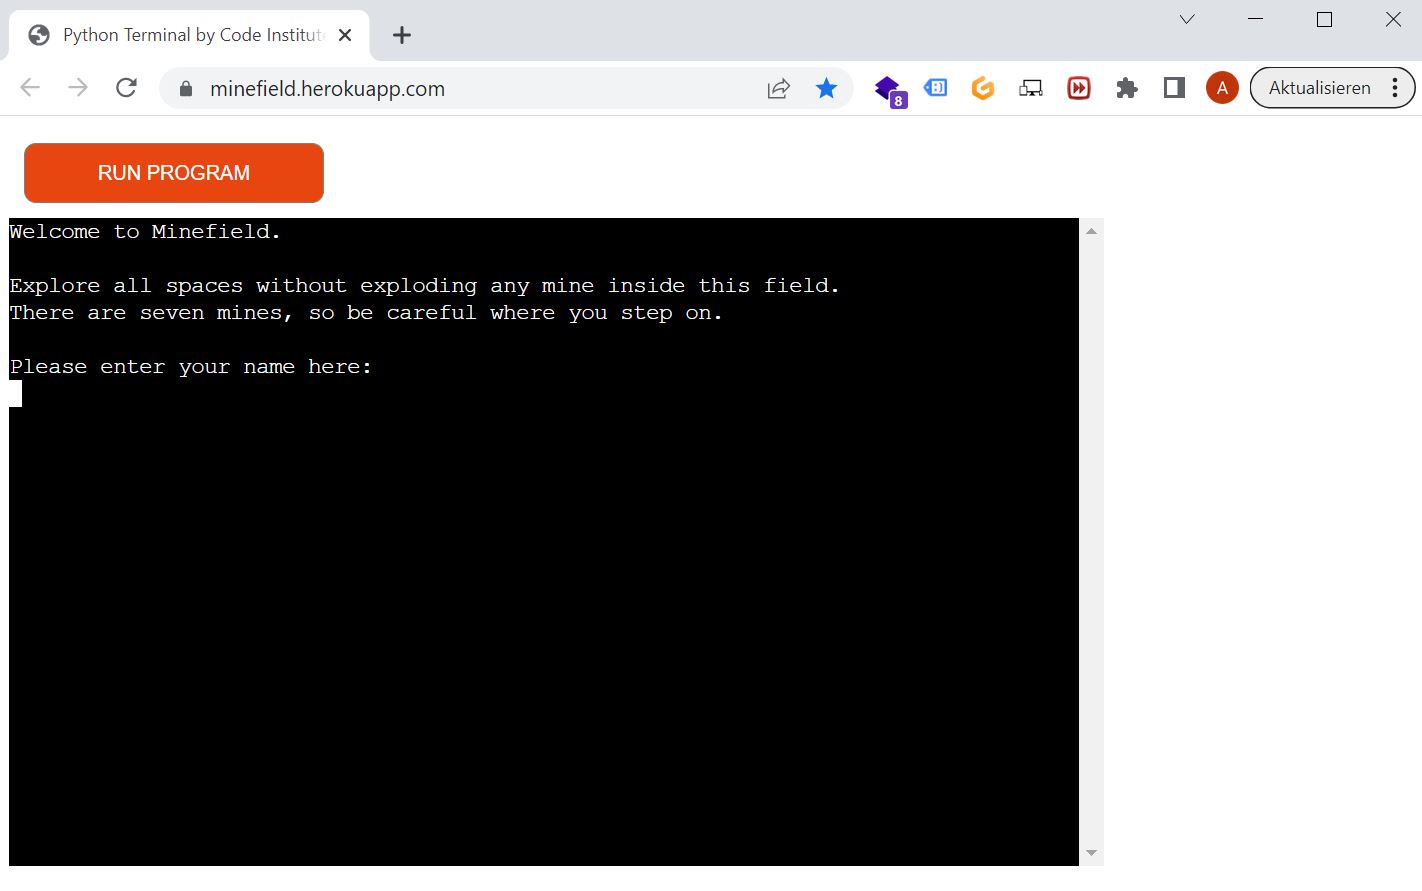 Python Terminal by Code Institut
minefield.herokuapp.com
8
A
Aktualisieren
RUN PROGRAM
Welcome to Minefield.
Explore all spaces without exploding any mine inside this field.
There are seven mines, so be careful where you step on.
Please enter your name here: